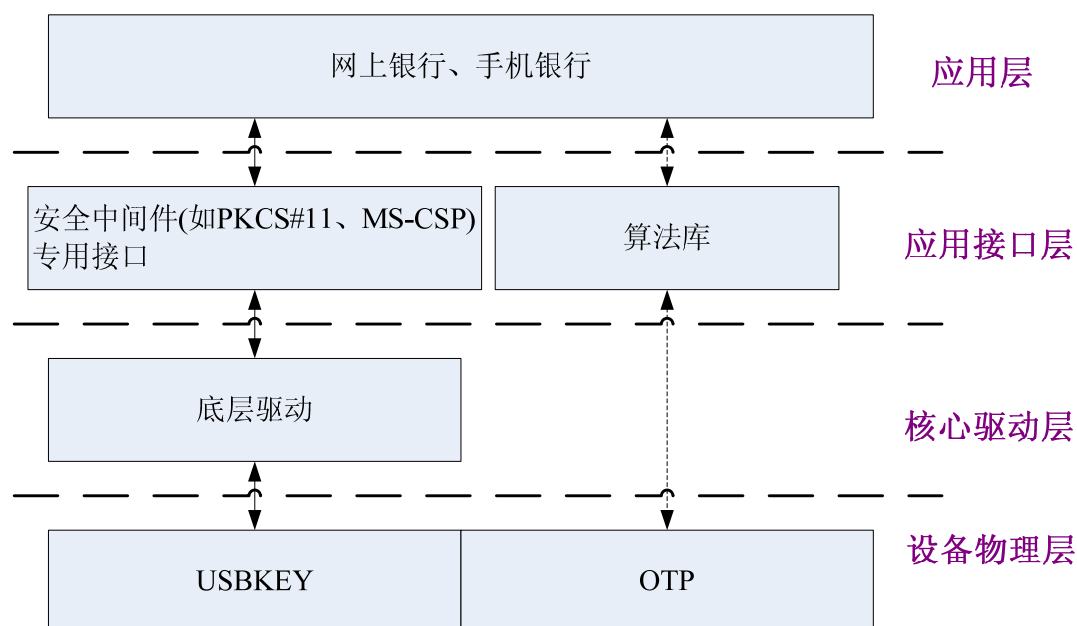 网上银行、手机银行
应用层
安全中间件(如PKCS#11、MS-CSP)
专用接口
算法库
应用接口层
底层驱动
核心驱动层
USBKEY
OTP
设备物理层